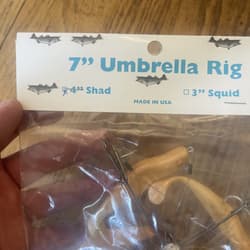 7" Umbrella Rig
4" Shad
3" Squid
MADE IN USA